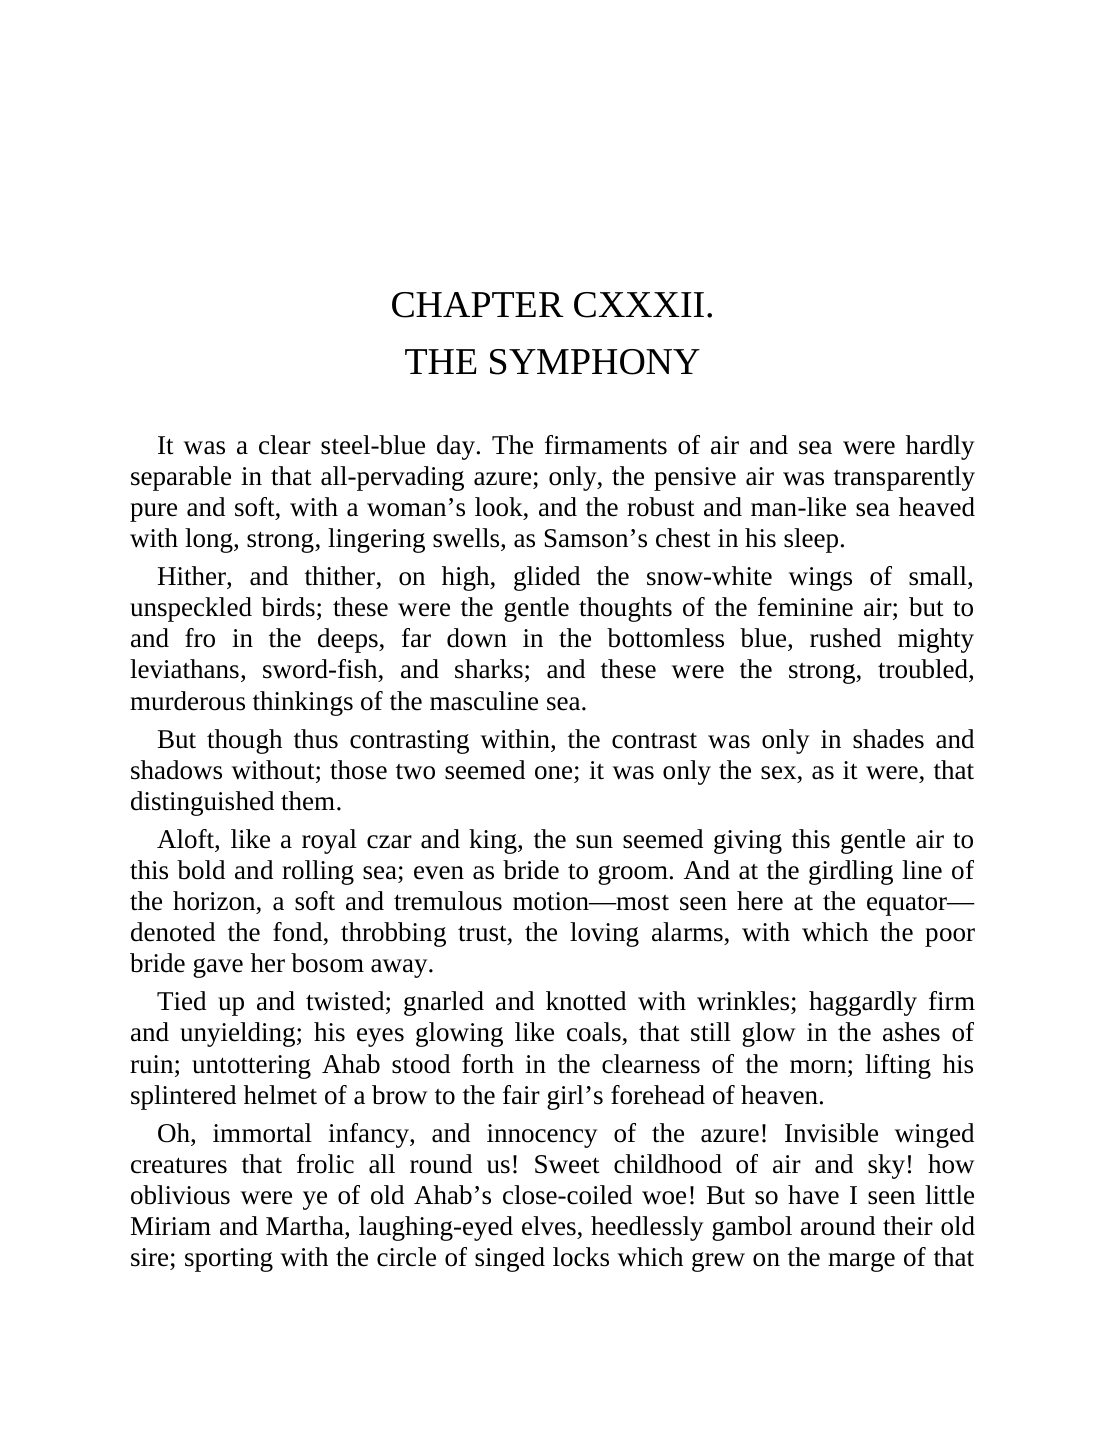 CHAPTER CXXXII.
THE SYMPHONY
It was a clear steel-blue day. The firmaments of air and sea were hardly
separable in that all-pervading azure; only, the pensive air was transparently
pure and soft, with a woman’s look, and the robust and man-like sea heaved
with long, strong, lingering swells, as Samson’s chest in his sleep.
Hither, and thither, on high, glided the snow-white wings of small,
unspeckled birds; these were the gentle thoughts of the feminine air; but to
and fro in the deeps, far down in the bottomless blue, rushed mighty
leviathans, sword-fish, and sharks; and these were the strong, troubled,
murderous thinkings of the masculine sea.
But though thus contrasting within, the contrast was only in shades and
shadows without; those two seemed one; it was only the sex, as it were, that
distinguished them.
Aloft, like a royal czar and king, the sun seemed giving this gentle air to
this bold and rolling sea; even as bride to groom. And at the girdling line of
the horizon, a soft and tremulous motion—most seen here at the equator—
denoted the fond, throbbing trust, the loving alarms, with which the poor
bride gave her bosom away.
Tied up and twisted; gnarled and knotted with wrinkles; haggardly firm
and unyielding; his eyes glowing like coals, that still glow in the ashes of
ruin; untottering Ahab stood forth in the clearness of the morn; lifting his
splintered helmet of a brow to the fair girl’s forehead of heaven.
Oh, immortal infancy, and innocency of the azure! Invisible winged
creatures that frolic all round us! Sweet childhood of air and sky! how
oblivious were ye of old Ahab’s close-coiled woe! But so have I seen little
Miriam and Martha, laughing-eyed elves, heedlessly gambol around their old
sire; sporting with the circle of singed locks which grew on the marge of that